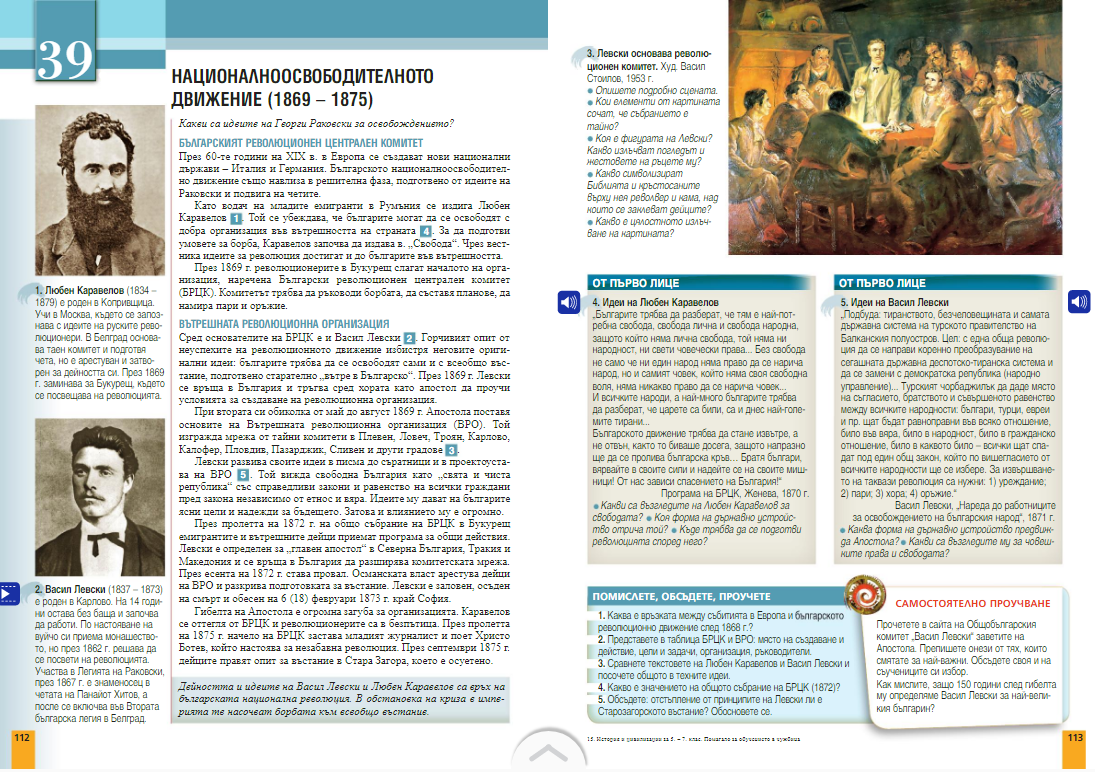 39
НАЦИОНАЛНООСВОБОДИТЕЛНОТО
ДВИЖЕНИЕ (1869 – 1875)
Какви са идеите на Георги Раковски за освобождението?
БЪЛГАРСКИЯТ РЕВОЛЮЦИОНЕН ЦЕНТРАЛЕН КОМИТЕТ
През 60-те години на XIX в. в Европа се създават нови национални
държави – Италия и Германия. Българското националноосвободител-
но движение също навлиза в решителна фаза, подготвено от идеите на
Раковски и подвига на четите.
Като водач на младите емигранти в Румъния се издига Любен
Каравелов 1. Той се убеждава, че българите могат да се освободят с
добра организация във вътрешността на страната 4. За да подготви
умовете за борба, Каравелов започва да издава в. „Свобода“. Чрез вест-
ника идеите за революция достигат и до българите във вътрешността.
През 1869 г. революционерите в Букурещ слагат началото на орга-
низация, наречена Български революционен централен комитет
(БРЦК). Комитетът трябва да ръководи борбата, да съставя планове, да
намира пари и оръжие.
ВЪТРЕШНАТА РЕВОЛЮЦИОННА ОРГАНИЗАЦИЯ
Сред основателите на БРЦК е и Васил Левски 2. Горчивият опит от
неуспехите на революционното движение избистря неговите ориги-
нални идеи: българите трябва да се освободят сами и с всеобщо въс-
тание, подготвено старателно „вътре в Българско“. През 1869 г. Левски
се връща в България и тръгва сред хората като апостол да проучи
условията за създаване на революционна организация.
При втората си обиколка от май до август 1869 г. Апостола поставя
основите на Вътрешната революционна организация (ВРО). Той
изгражда мрежа от тайни комитети в Плевен, Ловеч, Троян, Карлово,
Калофер, Пловдив, Пазарджик, Сливен и други градове 3.
Левски развива своите идеи в писма до съратници и в проектоуста-
ва на ВРО 5. Той вижда свободна България като „свята и чиста
република“ със справедливи закони и равенство на всички граждани
пред закона независимо от етнос и вяра. Идеите му дават на българите
ясни цели и надежди за бъдещето. Затова и влиянието му е огромно.
През пролетта на 1872 г. на общо събрание на БРЦК в Букурещ
емигрантите и вътрешните дейци приемат програма за общи действия.
Левски е определен за „главен апостол“ в Северна България, Тракия и
Македония и се връща в България да разширява комитетската мрежа.
През есента на 1872 г. става провал. Османската власт арестува дейци
на ВРО и разкрива подготовката за въстание. Левски е заловен, осъден
на смърт и обесен на 6 (18) февруари 1873 г. край София.
Гибелта на Апостола е огромна загуба за организацията. Каравелов
се оттегля от БРЦК и революционерите са в безпътица. През пролетта
на 1875 г. начело на БРЦК застава младият журналист и поет Христо
Ботев, който настоява за незабавна революция. През септември 1875 г.
дейците правят опит за въстание в Стара Загора, което е осуетено.
Дейността и идеите на Васил Левски и Любен Каравелов са връх на
българската национална революция. В обстановка на криза в импе-
рията те насочват борбата към всеобщо въстание.
1. Любен Каравелов (1834 –
1879) е роден в Копривщица.
Учи в Москва, където се запоз-
нава с идеите на руските рево-
люционери. В Белград основа-
ва таен комитет и подготвя
чета, но е арестуван и затво-
рен за дейността си. През 1869
г. заминава за Букурещ, където
се посвещава на революцията.
2. Васил Левски (1837 – 1873)
е роден в Карлово. На 14 годи-
ни остава без баща и започва
да работи. По настояване на
вуйчо си приема монашество-
то, но през 1862 г. решава да
се посвети на революцията.
Участва в Легията на Раковски,
през 1867 г. е знаменосец в
четата на Панайот Хитов, а
после се включва във Втората
българска легия в Белград.
112
3. Левски основава револю-
ционен комитет. Худ. Васил
Стоилов, 1953 г.
● Опишете подробно сцената.
● Кои елементи от картината
сочат, че събранието е
тайно?
● Коя е фигурата на Левски?
Какво излъчват погледът и
жестовете на ръцете му?
● Какво символизират
Библията и кръстосаните
върху нея револвер и кама, над
които се заклеват дейците?
● Какво е цялостното излъч-
ване на картината?
ОТ ПЪРВО ЛИЦЕ
4. Идеи на Любен Каравелов
„Българите трябва да разберат, че тям е най-пот-
ребна свобода, свобода лична и свобода народна,
защото който няма лична свобода, той няма ни
народност, ни свети човечески права... Без свобода
не само че ни един народ няма право да се нарича
народ, но и самият човек, който няма своя свободна
воля, няма никакво право да се нарича човек...
И всичките народи, а най-много българите трябва
да разберат, че царете са били, са и днес най-голе-
мите тирани...
Българското движение трябва да стане извътре, а
не отвън, както то биваше досега, защото напразно
ще да се пролива българска кръв… Братя българи,
вярвайте в своите сили и надейте се на своите миш-
ници! От нас зависи спасението на България!“
Програма на БРЦК, Женева, 1870 г.
● Какви са възгледите на Любен Каравелов за
свободата? ● Коя форма на държавно устройс-
тво отрича той? ● Къде трябва да се подготви
революцията според него?
ОТ ПЪРВО ЛИЦЕ
5. Идеи на Васил Левски
„Подбуда: тиранството, безчеловещината и самата
държавна система на турското правителство на
Балканския полуостров. Цел: с една обща револю-
ция да се направи коренно преобразувание на
сегашната държавна деспотско-тиранска система и
да се замени с демократска република (народно
управление)... Турският чорбаджилък да даде място
на съгласието, братството и съвършеното равенство
между всичките народности: българи, турци, евреи
и пр. щат бъдат равноправни във всяко отношение,
било във вяра, било в народност, било в гражданско
отношение, било в каквото било – всички щат спа-
дат под един общ закон, който по вишегласието от
всичките народности ще се избере. За извършване-
то на таквази революция са нужни: 1) уреждание;
2) пари; 3) хора; 4) оръжие.“
Васил Левски, „Нареда до работниците
за освобождението на българския народ“, 1871 г.
● Каква форма на държавно устройство предвиж-
да Апостола? ● Какви са възгледите му за човеш-
ките права и свободата?
ПОМИСЛЕТЕ, ОБСЪДЕТЕ, ПРОУЧЕТЕ
1. Каква е връзката между събитията в Европа и българското
революционно движение след 1868 г.?
2. Представете в таблица БРЦК и ВРО: място на създаване и
действие, цели и задачи, организация, ръководители.
3. Сравнете текстовете на Любен Каравелов и Васил Левски и
посочете общото в техните идеи.
4. Какво е значението на общото събрание на БРЦК (1872)?
5. Обсъдете: отстъпление от принципите на Левски ли е
Старозагорското въстание? Обосновете се.
САМОСТОЯТЕЛНО ПРОУЧВАНЕ
Прочетете в сайта на Общобългарския
комитет „Васил Левски“ заветите на
Апостола. Препишете онези от тях, които
смятате за най-важни. Обсъдете своя и на
съучениците си избор.
Как мислите, защо 150 години след гибелта
му определяме Васил Левски за най-вели-
кия българин?
15. История и цивилизации за 5. – 7. клас. Помагало за обучението в чужбина
113